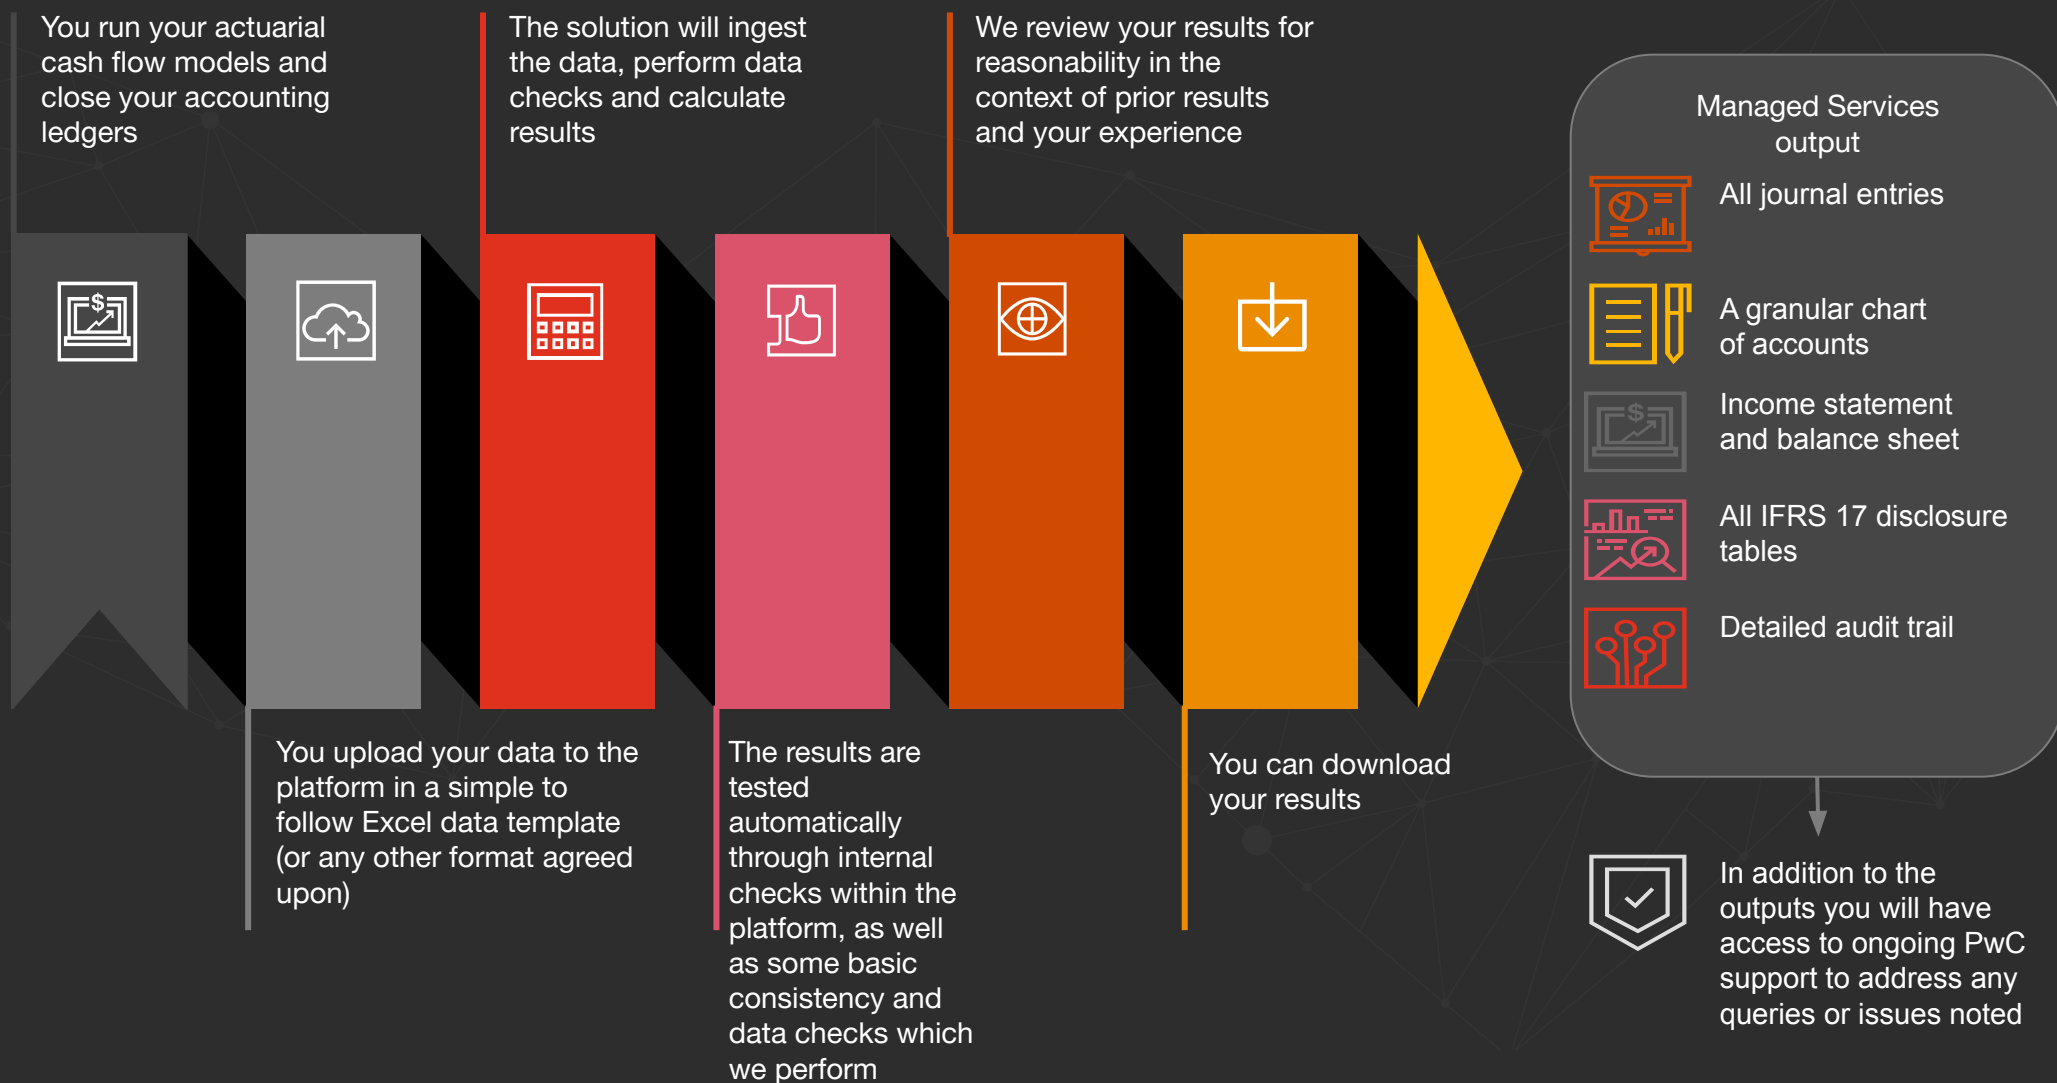 You run your actuarial
cash flow models and
close your accounting
ledgers
You upload your data to the
platform in a simple to
follow Excel data template
(or any other format agreed
upon)
The solution will ingest
the data, perform data
checks and calculate
results
The results are
tested
automatically
through internal
checks within the
platform, as well
as some basic
consistency and
data checks which
we perform
We review your results for
reasonability in the
context of prior results
and your experience
You can download
your results
Managed Services
output
All journal entries
A granular chart
of accounts
Income statement
and balance sheet
All IFRS 17 disclosure
tables
Detailed audit trail
In addition to the
outputs you will have
access to ongoing PwC
support to address any
queries or issues noted